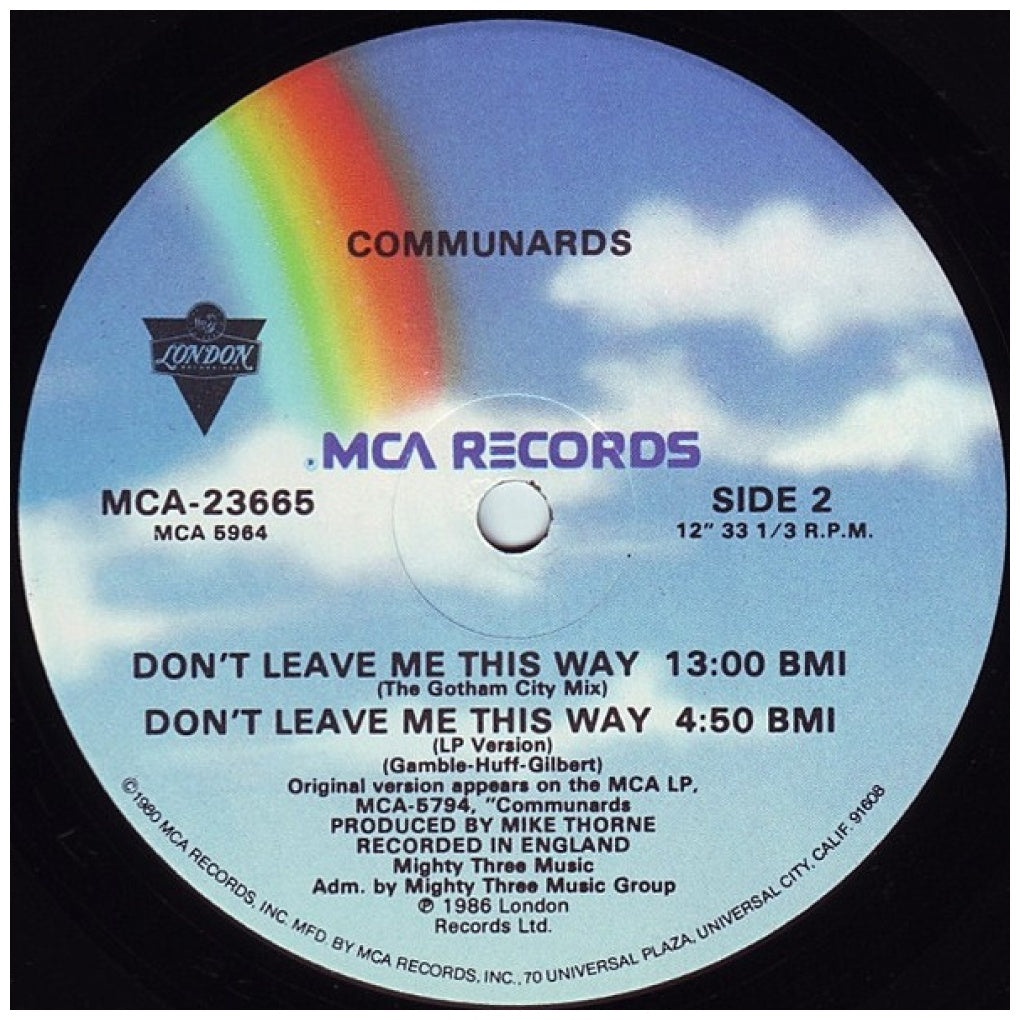 COMMUNARDS
LONDON
RECORDINGS
MCA RECORDS
MCA-23665
MCA 5964
SIDE 2
12" 33 1/3 R.P.M.
DON'T LEAVE ME THIS WAY 13:00 BMI
(The Gotham City Mix)
DON'T LEAVE ME THIS WAY 4:50 BMI
(LP Version)
(Gamble-Huff-Gilbert)
Original version appears on the MCA LP,
MCA-5794, "Communards
PRODUCED BY MIKE THORNE
RECORDED IN ENGLAND
Mighty Three Music
Adm. by Mighty Three Music Group
℗ 1986 London
Records Ltd.
©1980 MCA RECORDS, INC. MFD. BY MCA RECORDS, INC., 70 UNIVERSAL PLAZA, UNIVERSAL CITY, CALIF. 91608